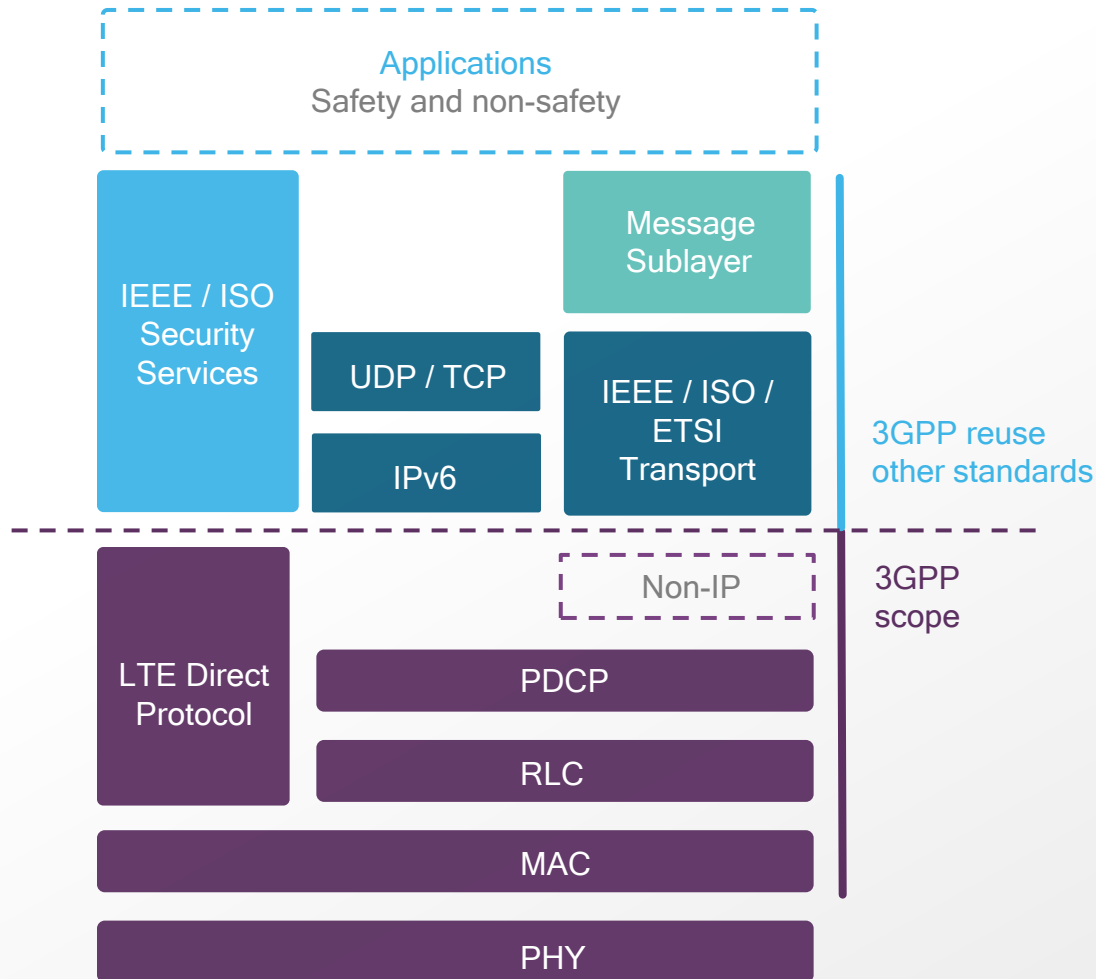 Applications
Safety and non-safety
IEEE / ISO
Security
Services
UDP / TCP
IPv6
Message
Sublayer
IEEE / ISO /
ETSI
Transport
3GPP reuse
other standards
3GPP
scope
LTE Direct
Protocol
Non-IP
PDCP
RLC
MAC
PHY